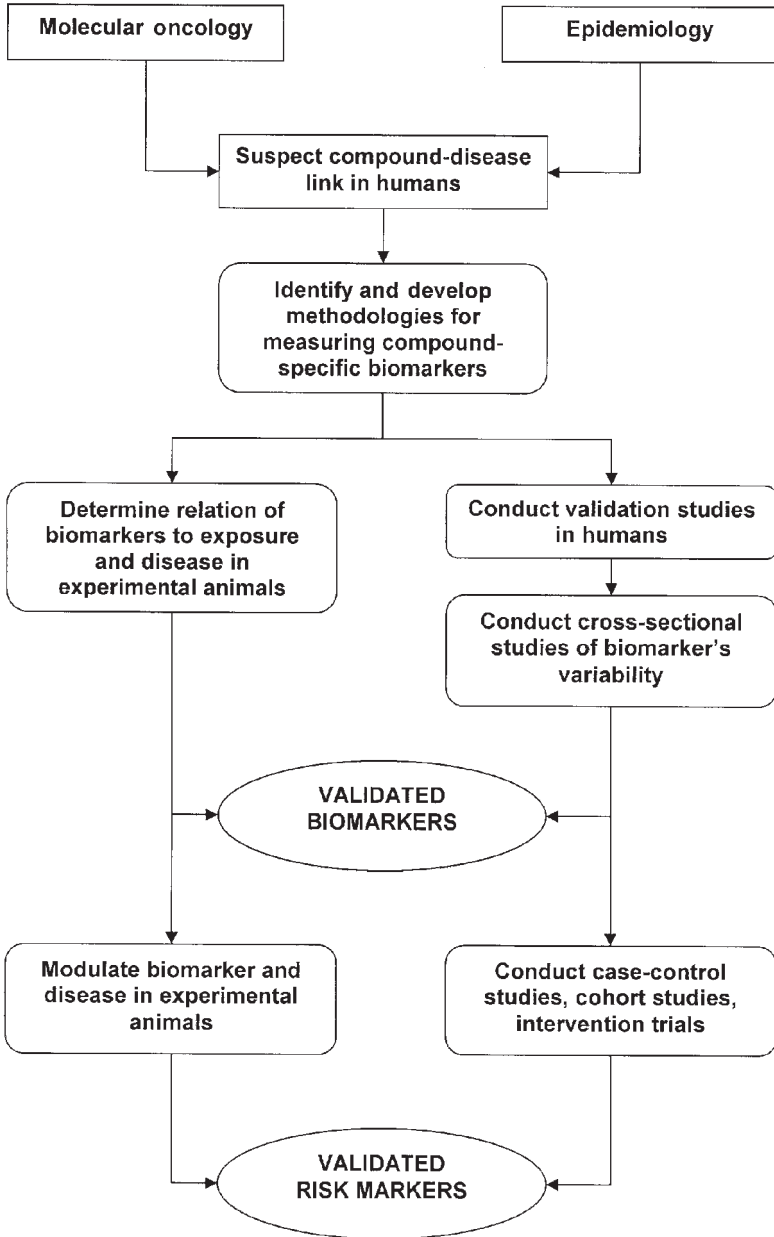 Molecular oncology
Epidemiology
Suspect compound-disease
link in humans
Identify and develop
methodologies for
measuring compound-
specific biomarkers
Determine relation of
biomarkers to exposure
and disease in
experimental animals
Conduct validation studies
in humans
Conduct cross-sectional
studies of biomarker's
variability
VALIDATED
BIOMARKERS
Modulate biomarker and
disease in experimental
animals
Conduct case-control
studies, cohort studies,
intervention trials
VALIDATED
RISK MARKERS